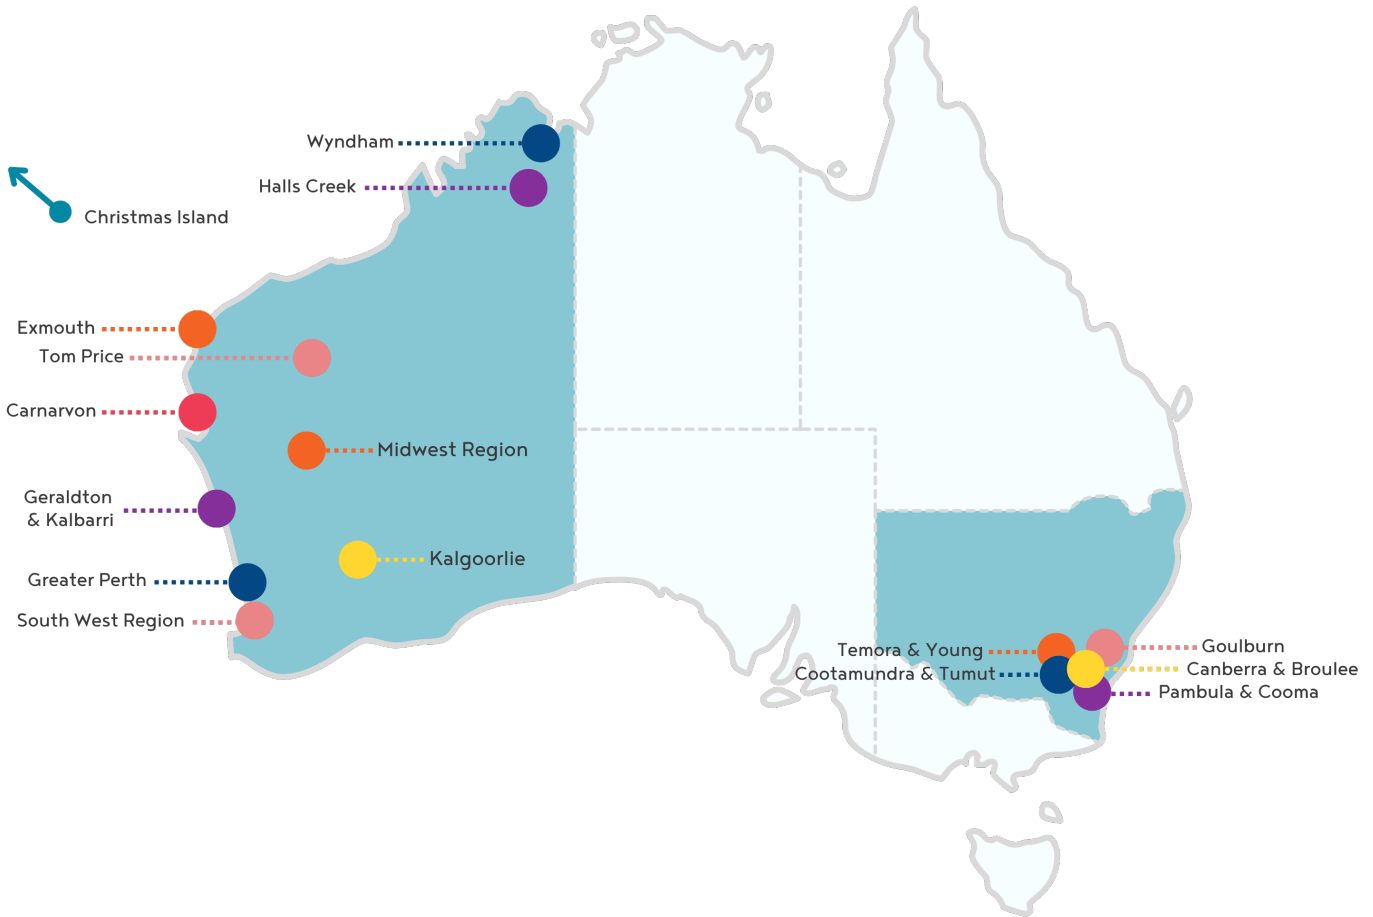 Wyndham
Halls Creek
Christmas Island
Exmouth
Tom Price
Carnarvon
Midwest Region
Geraldton
& Kalbarri
Kalgoorlie
Greater Perth
South West Region
Temora & Young
Goulburn
Cootamundra & Tumut
Canberra & Broulee
Pambula & Cooma